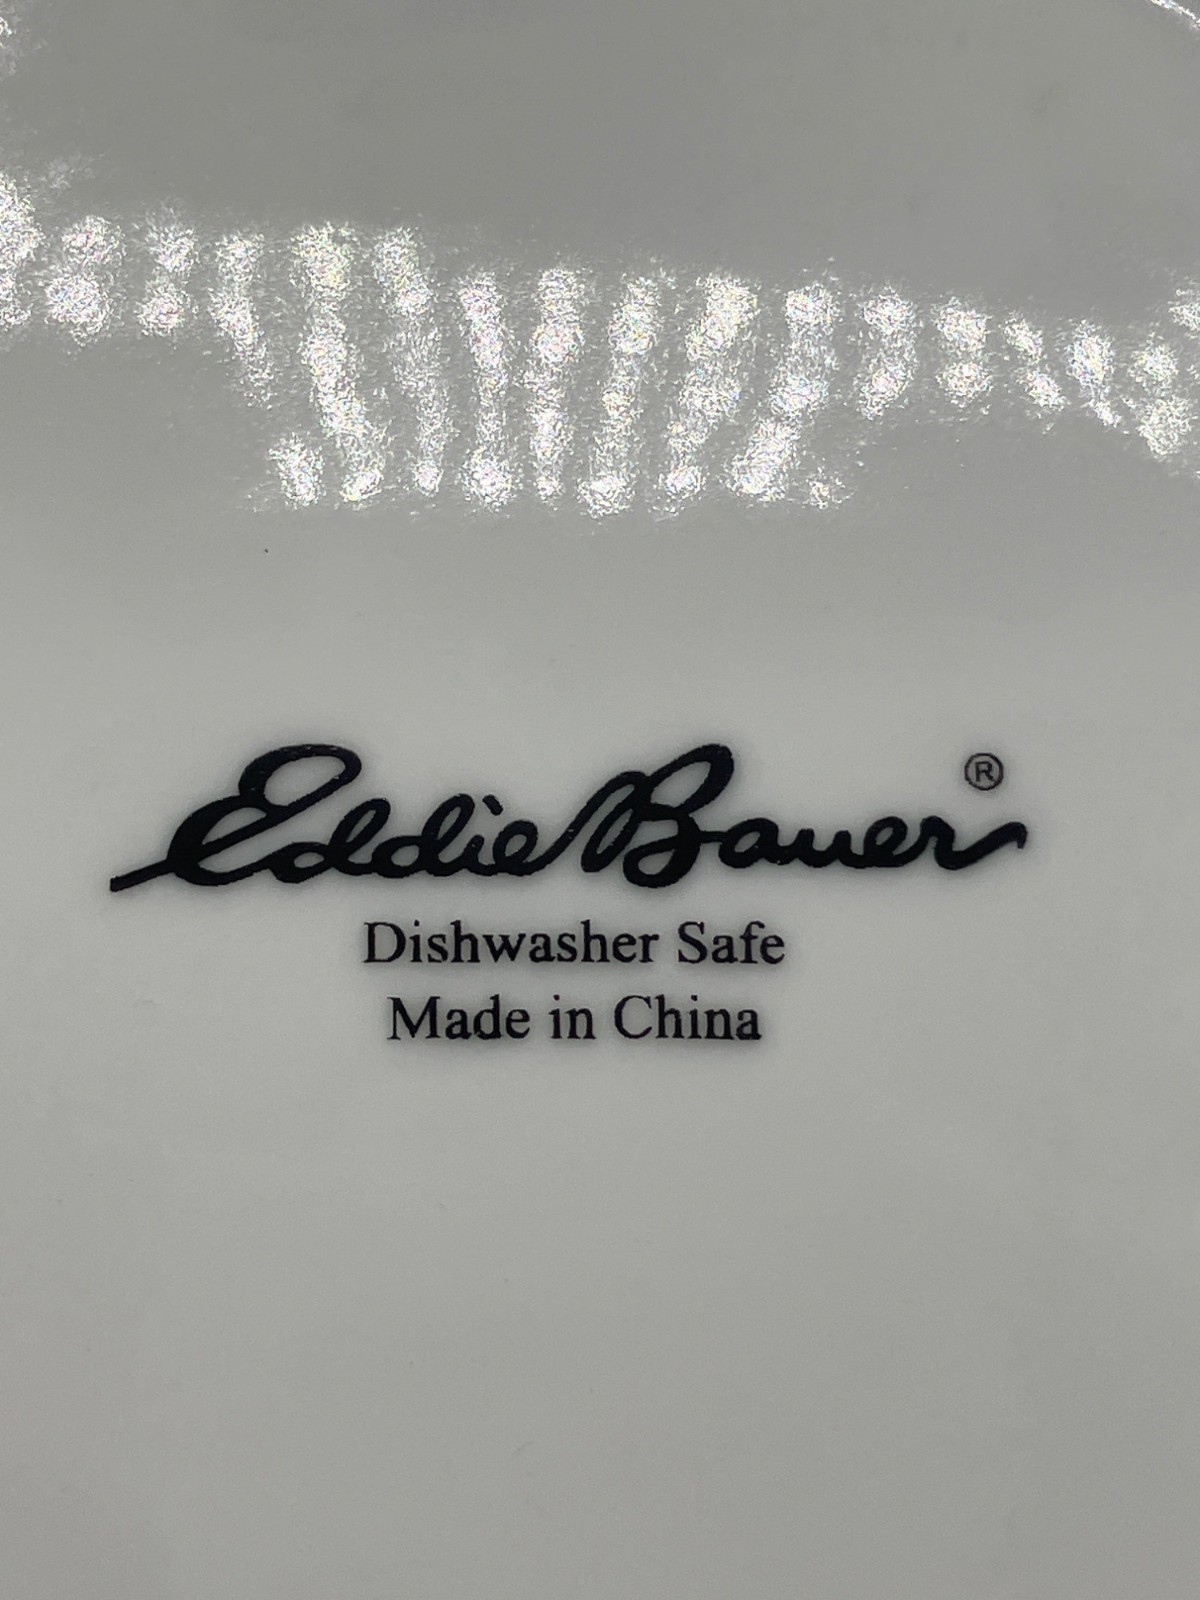 Eddie Bauer®
Dishwasher Safe
Made in China